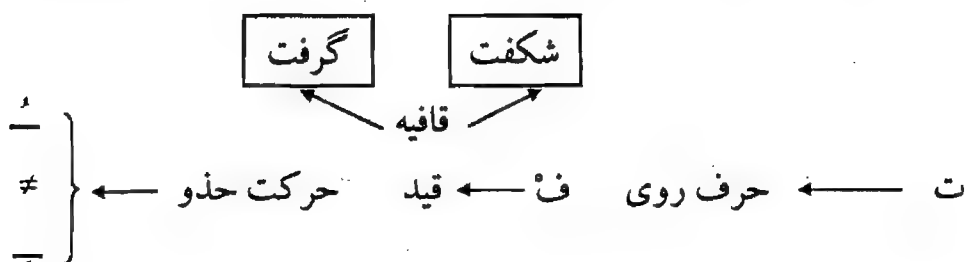 شکفت گرفت
قافیه
ت ← حرف روی فْ ← قید حرکت حذو ← ـُ ≠ ـِ